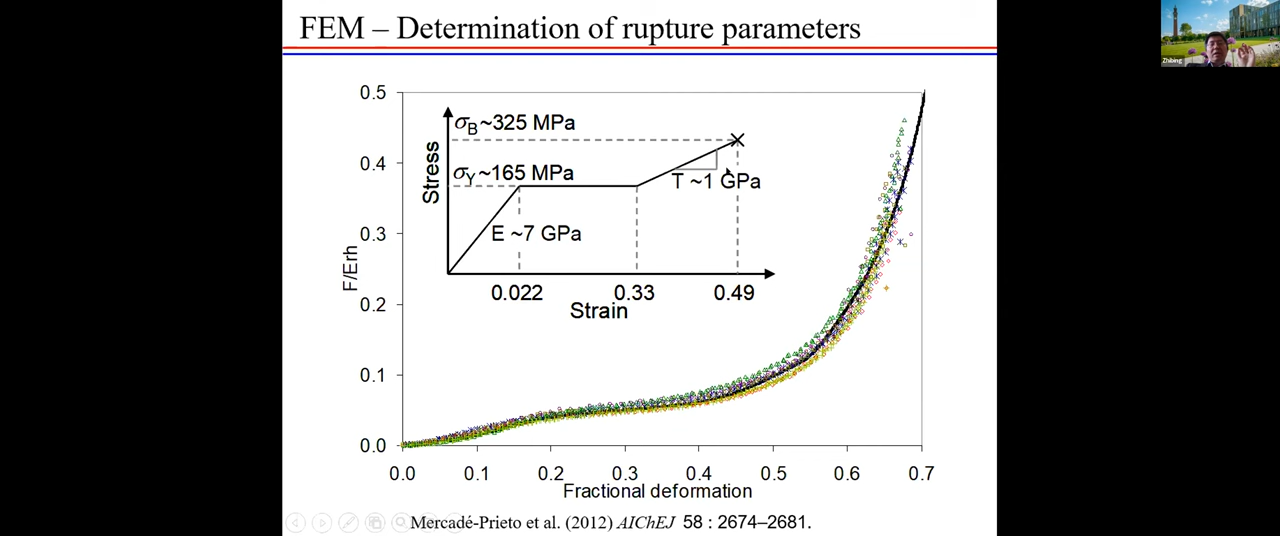 FEM – Determination of rupture parameters
Zhibing
0.5
0.4
0.3
0.2
0.1
0.0
F/Erh
σB~325 MPa
σY~165 MPa
T ~1 GPa
E ~7 GPa
Stress
0.022 0.33 0.49
Strain
0.0 0.1 0.2 0.3 0.4 0.5 0.6 0.7
Fractional deformation
Mercadé-Prieto et al. (2012) AIChEJ 58 : 2674–2681.